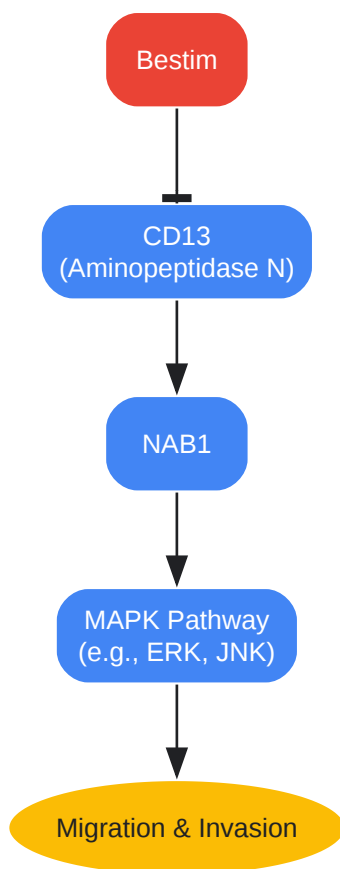 Bestim
CD13
(Aminopeptidase N)
NAB1
MAPK Pathway
(e.g., ERK, JNK)
Migration & Invasion